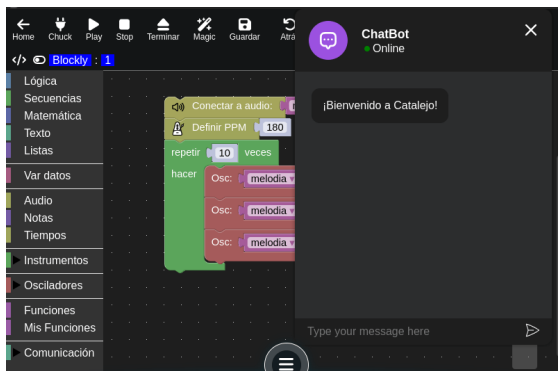 Home Chuck Play Stop Terminar Magic Guardar Atrá
</> Blockly : 1
Lógica
Secuencias
Matemática
Texto
Listas
Var datos
Audio
Notas
Tiempos
Instrumentos
Osciladores
Funciones
Mis Funciones
Comunicación
Conectar a audio:
Definir PPM 180
repetir 10 veces
hacer Osc: melodia
Osc: melodia
Osc: melodia
ChatBot
Online
¡Bienvenido a Catalejo!
Type your message here